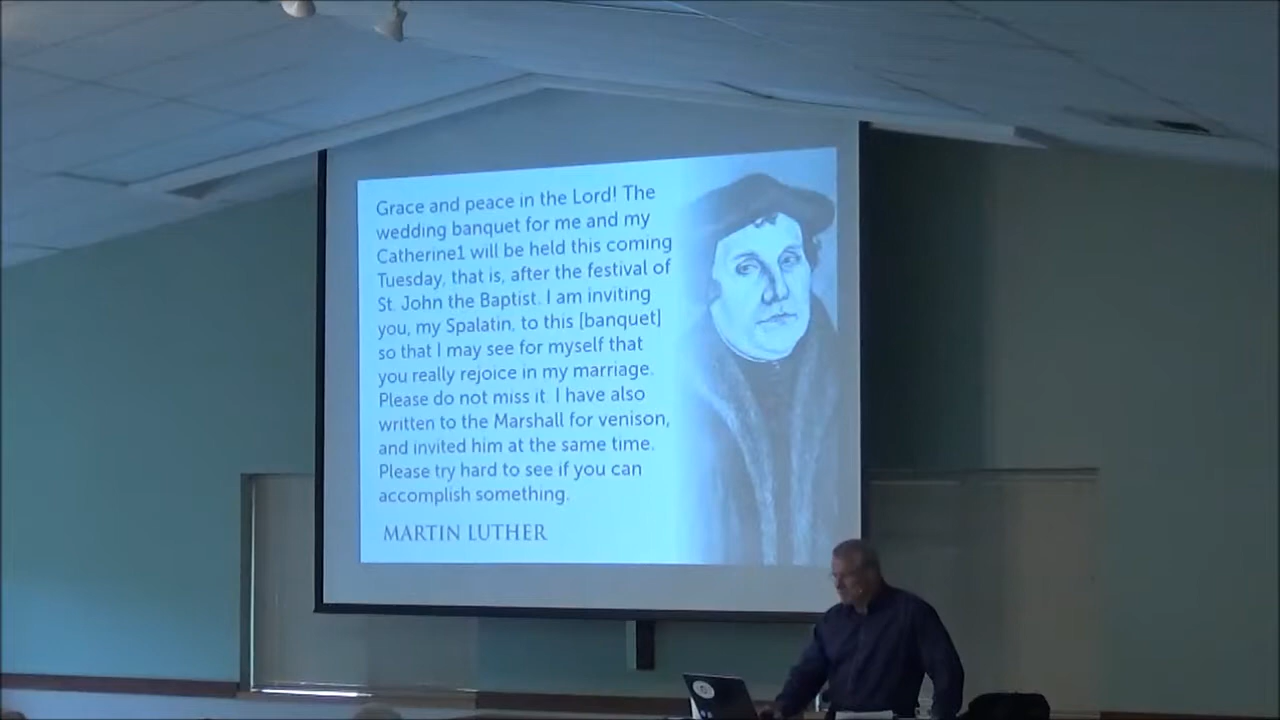 Grace and peace in the Lord! The
wedding banquet for me and my
Catherine1 will be held this coming
Tuesday, that is, after the festival of
St. John the Baptist. I am inviting
you, my Spalatin, to this [banquet]
so that I may see for myself that
you really rejoice in my marriage.
Please do not miss it. I have also
written to the Marshall for venison,
and invited him at the same time.
Please try hard to see if you can
accomplish something.
MARTIN LUTHER